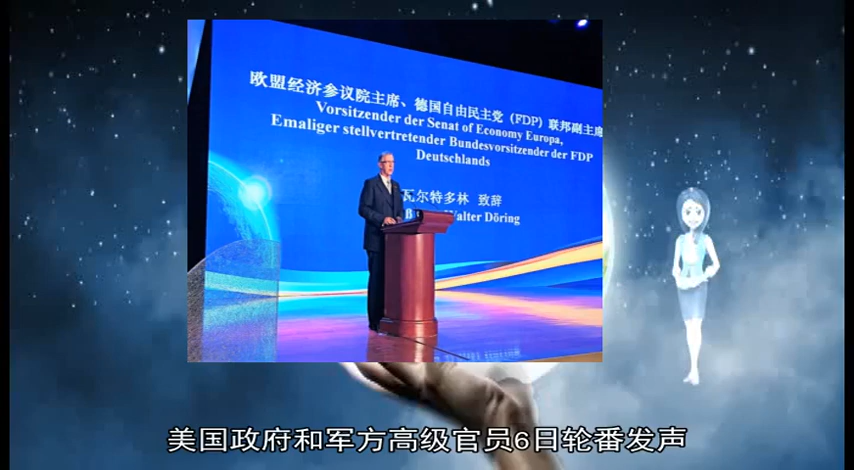 欧盟经济参议院主席、德国自由民主党（FDP）联邦副主席
Vorsitzender der Senat of Economy Europa,
Emaliger stellvertretender Bundesvorsitzender der FDP
Deutschlands
瓦尔特多林 致辞
Walter Döring
美国政府和军方高级官员6日轮番发声